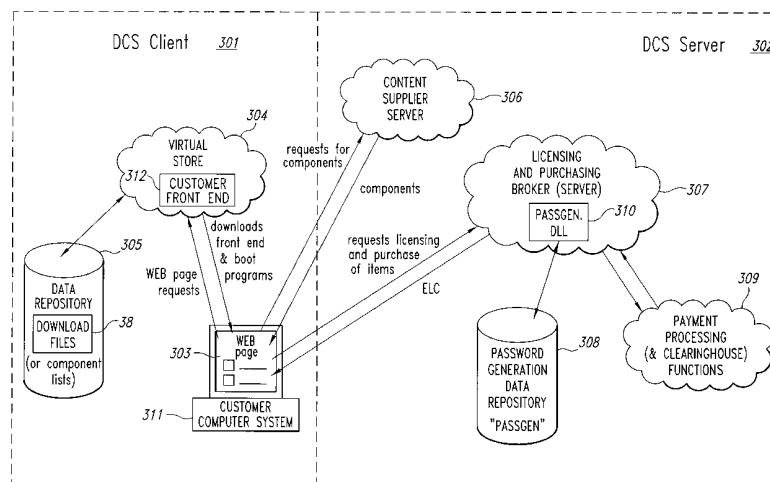 DCS Client 301
DCS Server 302
304
VIRTUAL
STORE
312
CUSTOMER
FRONT END
305
DATA
REPOSITORY
DOWNLOAD
FILES
38
(or component
lists)
WEB page
requests
downloads
front end
& boot
programs
303
WEB
page
311
CUSTOMER
COMPUTER SYSTEM
CONTENT
SUPPLIER
SERVER
306
requests for
components
components
LICENSING
AND PURCHASING
BROKER (SERVER)
307
PASSGEN.
DLL
310
requests licensing
and purchase
of items
ELC
PASSWORD
GENERATION
DATA
REPOSITORY
"PASSGEN"
308
309
PAYMENT
PROCESSING
(& CLEARINGHOUSE)
FUNCTIONS